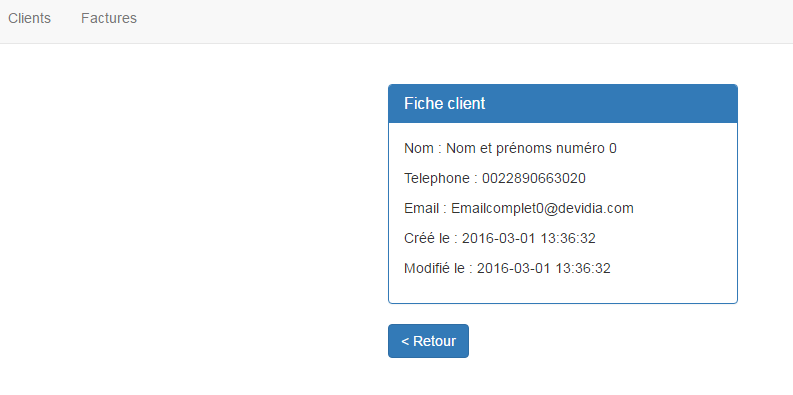 Clients Factures
Fiche client
Nom : Nom et prénoms numéro 0
Telephone : 0022890663020
Email : Emailcomplet0@devidia.com
Créé le : 2016-03-01 13:36:32
Modifié le : 2016-03-01 13:36:32
< Retour